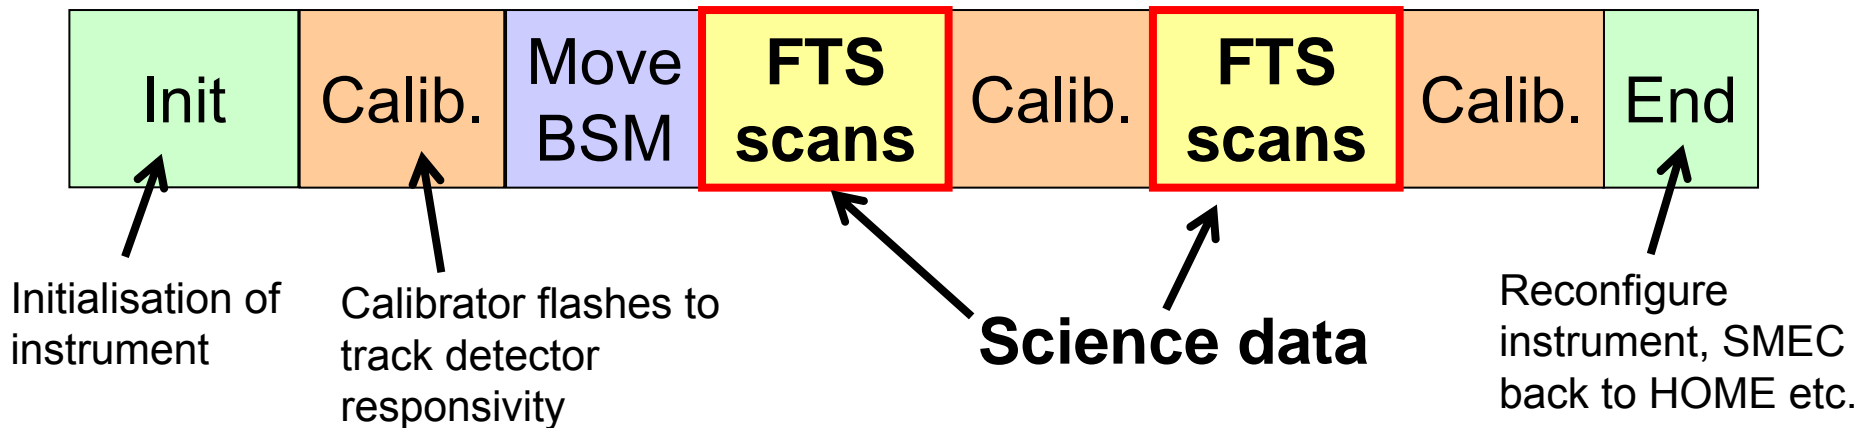 Init
Calib.
Move
BSM
FTS
scans
Calib.
FTS
scans
Calib.
End
Initialisation of
instrument
Calibrator flashes to
track detector
responsivity
Science data
Reconfigure
instrument, SMEC
back to HOME etc.